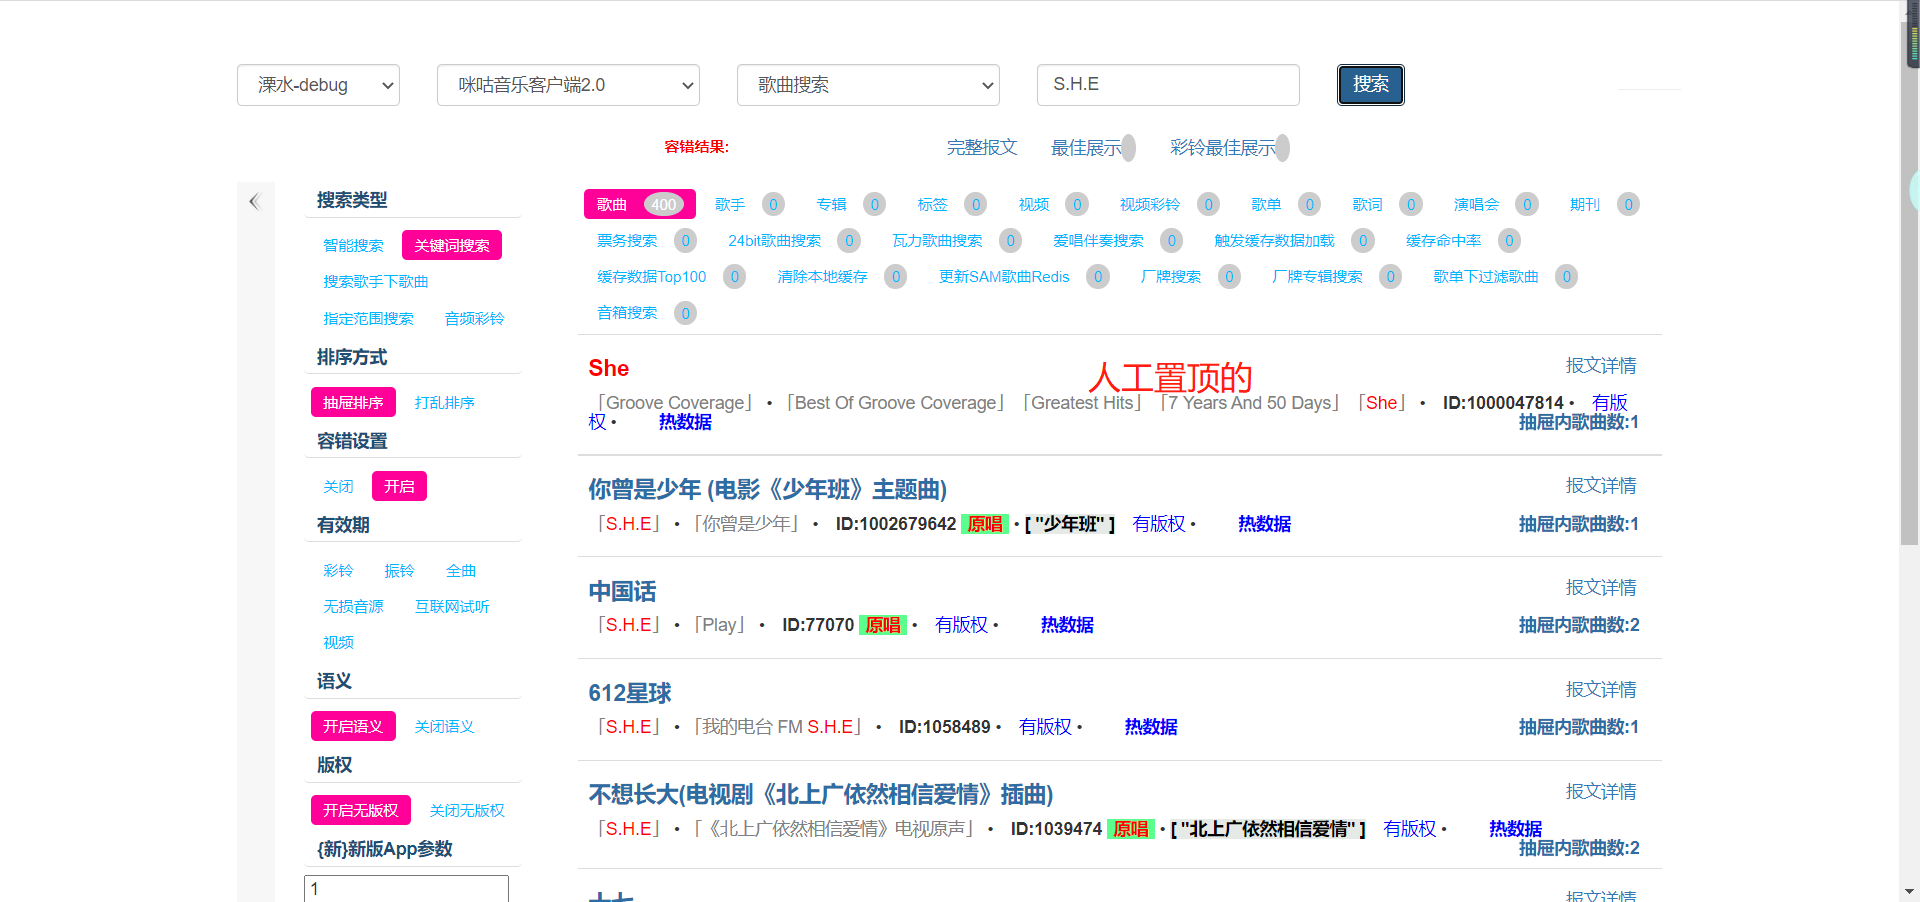 溧水-debug 咪咕音乐客户端2.0 歌曲搜索 S.H.E 搜索
容错结果: 完整报文 最佳展示 彩铃最佳展示
搜索类型
智能搜索 关键词搜索
搜索歌手下歌曲
指定范围搜索 音频彩铃
排序方式
抽屉排序 打乱排序
容错设置
关闭 开启
有效期
彩铃 振铃 全曲
无损音源 互联网试听
视频
语义
开启语义 关闭语义
版权
开启无版权 关闭无版权
{新}新版App参数
1
歌曲 400 歌手 0 专辑 0 标签 0 视频 0 视频彩铃 0 歌单 0 歌词 0 演唱会 0 期刊 0
票务搜索 0 24bit歌曲搜索 0 瓦力歌曲搜索 0 爱唱伴奏搜索 0 触发缓存数据加载 0 缓存命中率 0
缓存数据Top100 0 清除本地缓存 0 更新SAM歌曲Redis 0 厂牌搜索 0 厂牌专辑搜索 0 歌单下过滤歌曲 0
音箱搜索 0
She 人工置顶的 报文详情
「Groove Coverage」 • 「Best Of Groove Coverage」 「Greatest Hits」 「7 Years And 50 Days」 「She」 • ID:1000047814 • 有版
权 • 热数据 抽屉内歌曲数:1
你曾是少年 (电影《少年班》主题曲) 报文详情
「S.H.E」 • 「你曾是少年」 • ID:1002679642 原唱 • [ "少年班" ] 有版权 • 热数据 抽屉内歌曲数:1
中国话 报文详情
「S.H.E」 • 「Play」 • ID:77070 原唱 • 有版权 • 热数据 抽屉内歌曲数:2
612星球 报文详情
「S.H.E」 • 「我的电台 FM S.H.E」 • ID:1058489 • 有版权 • 热数据 抽屉内歌曲数:1
不想长大(电视剧《北上广依然相信爱情》插曲) 报文详情
「S.H.E」 • 「《北上广依然相信爱情》电视原声」 • ID:1039474 原唱 • [ "北上广依然相信爱情" ] 有版权 • 热数据
抽屉内歌曲数:2
报文详情